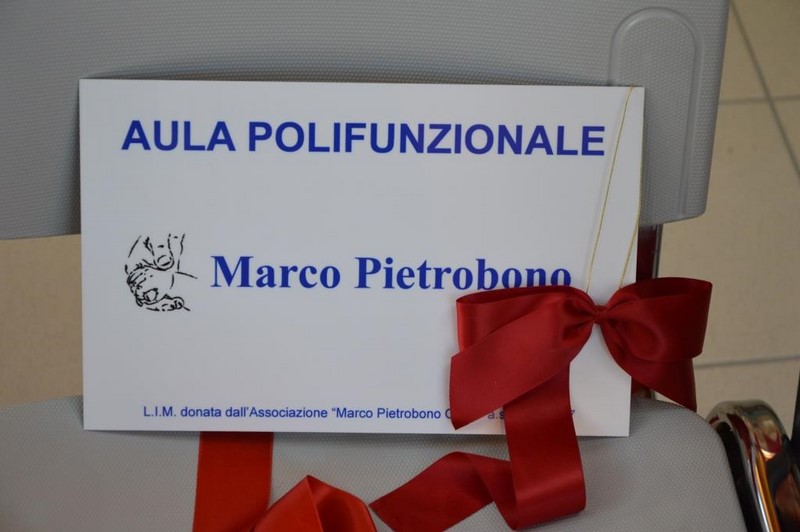 AULA POLIFUNZIONALE
Marco Pietrobono
L.I.M. donata dall'Associazione "Marco Pietrobono